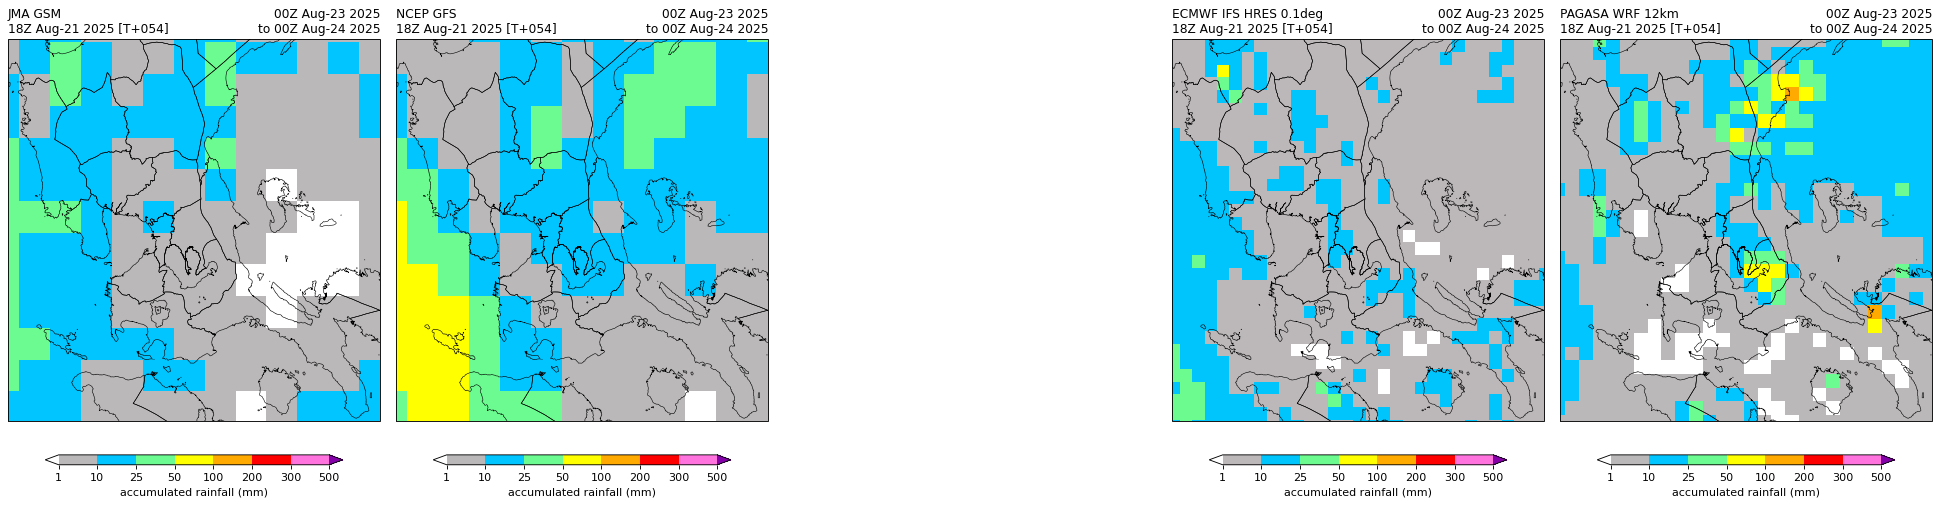 JMA GSM 00Z Aug-23 2025
18Z Aug-21 2025 [T+054] to 00Z Aug-24 2025
NCEP GFS 00Z Aug-23 2025
18Z Aug-21 2025 [T+054] to 00Z Aug-24 2025
ECMWF IFS HRES 0.1deg 00Z Aug-23 2025
18Z Aug-21 2025 [T+054] to 00Z Aug-24 2025
PAGASA WRF 12km 00Z Aug-23 2025
18Z Aug-21 2025 [T+054] to 00Z Aug-24 2025
1 10 25 50 100 200 300 500
accumulated rainfall (mm)
1 10 25 50 100 200 300 500
accumulated rainfall (mm)
1 10 25 50 100 200 300 500
accumulated rainfall (mm)
1 10 25 50 100 200 300 500
accumulated rainfall (mm)